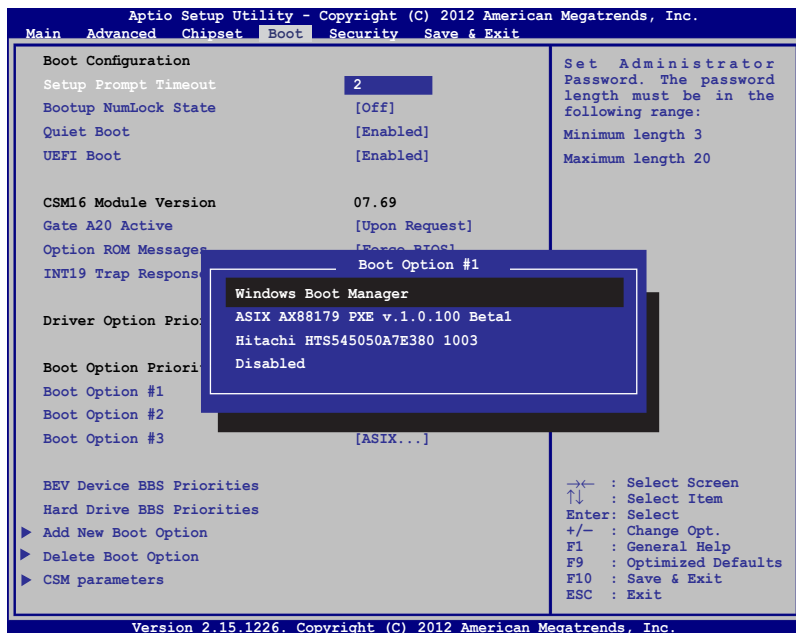 Aptio Setup Utility - Copyright (C) 2012 American Megatrends, Inc.
Main Advanced Chipset Boot Security Save & Exit
Boot Configuration
Setup Prompt Timeout 2
Bootup NumLock State [Off]
Quiet Boot [Enabled]
UEFI Boot [Enabled]
CSM16 Module Version 07.69
Gate A20 Active [Upon Request]
Option ROM Messages [Force BIOS]
INT19 Trap Respons
Driver Option Prio
Boot Option Priori
Boot Option #1
Boot Option #2
Boot Option #3 [ASIX...]
BEV Device BBS Priorities
Hard Drive BBS Priorities
Add New Boot Option
Delete Boot Option
CSM parameters
Boot Option #1
Windows Boot Manager
ASIX AX88179 PXE v.1.0.100 Beta1
Hitachi HTS545050A7E380 1003
Disabled
Set Administrator
Password. The password
length must be in the
following range:
Minimum length 3
Maximum length 20
→← : Select Screen
↑↓ : Select Item
Enter: Select
+/— : Change Opt.
F1 : General Help
F9 : Optimized Defaults
F10 : Save & Exit
ESC : Exit
Version 2.15.1226. Copyright (C) 2012 American Megatrends, Inc.